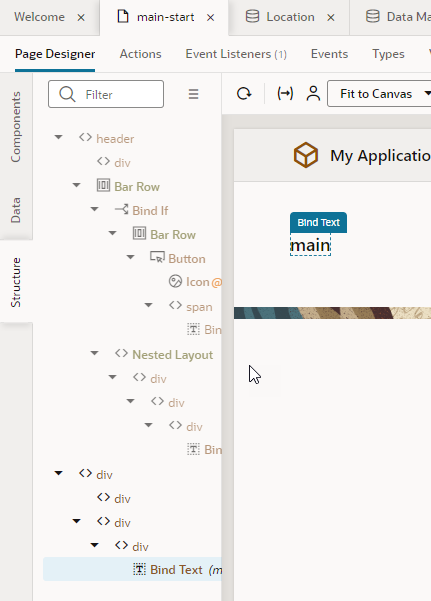 Welcome × main-start × Location × Data Ma
Page Designer Actions Event Listeners (1) Events Types V
Components
Data
Structure
Filter
Fit to Canvas
<> header
<> div
Bar Row
Bind If
Bar Row
Button
Icon @
<> span
Bin
<> Nested Layout
<> div
<> div
<> div
Bin
<> div
<> div
<> div
<> div
Bind Text (m
My Applicatio
Bind Text
main